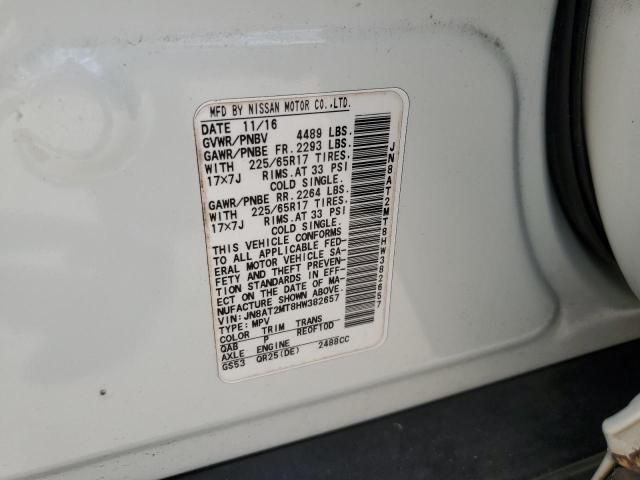 MFD BY NISSAN MOTOR CO.,LTD.
DATE 11/16
GVWR/PNBV 4489 LBS.
GAWR/PNBE FR. 2293 LBS.
WITH 225/65R17 TIRES,
17×7J RIMS, AT 33 PSI
COLD SINGLE.
GAWR/PNBE RR. 2264 LBS.
WITH 225/65R17 TIRES,
17×7J RIMS, AT 33 PSI
COLD SINGLE.
THIS VEHICLE CONFORMS
TO ALL APPLICABLE FED-
ERAL MOTOR VEHICLE SA-
FETY AND THEFT PREVEN-
TION STANDARDS IN EFF-
ECT ON THE DATE OF MA-
NUFACTURE SHOWN ABOVE.
VIN:JN8AT2MT8HW382657
TYPE:MPV
COLOR TRIM TRANS
QAB P RE0F10D
AXLE ENGINE
GS53 QR25(DE) 2488CC
JN8AT2MT8HW382657